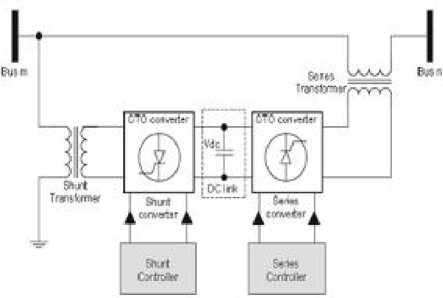 Bus m
Bus n
Series
Transformer
GTO converter
GTO converter
Vdc
DC link
Shunt
Transformer
Shunt
converter
Series
converter
Shunt
Controller
Series
Controller